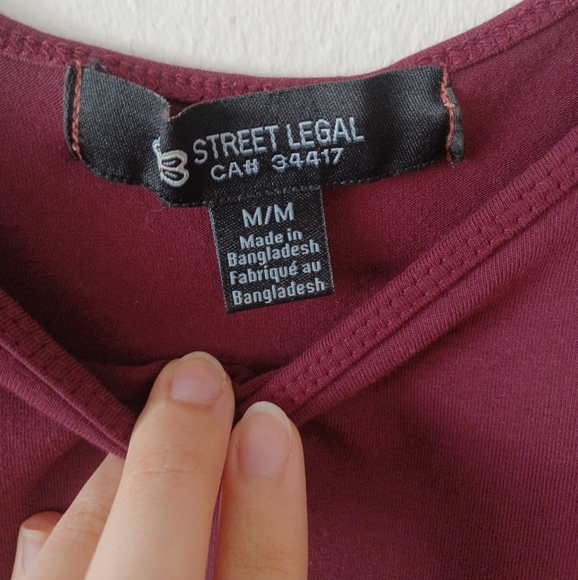 STREET LEGAL
CA# 34417
M/M
Made in
Bangladesh
Fabriqué au
Bangladesh